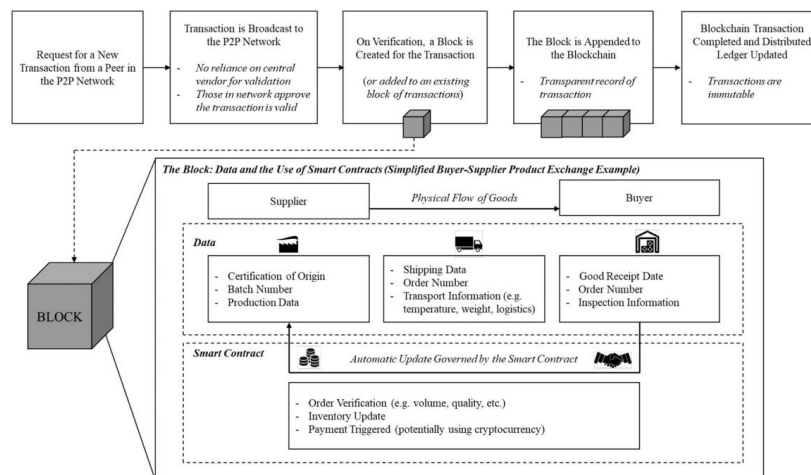 Request for a New
Transaction from a Peer in
the P2P Network
Transaction is Broadcast to
the P2P Network
- No reliance on central
vendor for validation
- Those in network approve
the transaction is valid
On Verification, a Block is
Created for the Transaction
(or added to an existing
block of transactions)
The Block is Appended to
the Blockchain
- Transparent record of
transaction
Blockchain Transaction
Completed and Distributed
Ledger Updated
- Transactions are
immutable
BLOCK
The Block: Data and the Use of Smart Contracts (Simplified Buyer-Supplier Product Exchange Example)
Supplier
Physical Flow of Goods
Buyer
Data
- Certification of Origin
- Batch Number
- Production Data
- Shipping Data
- Order Number
- Transport Information (e.g.
temperature, weight, logistics)
- Good Receipt Date
- Order Number
- Inspection Information
Smart Contract
Automatic Update Governed by the Smart Contract
- Order Verification (e.g. volume, quality, etc.)
- Inventory Update
- Payment Triggered (potentially using cryptocurrency)